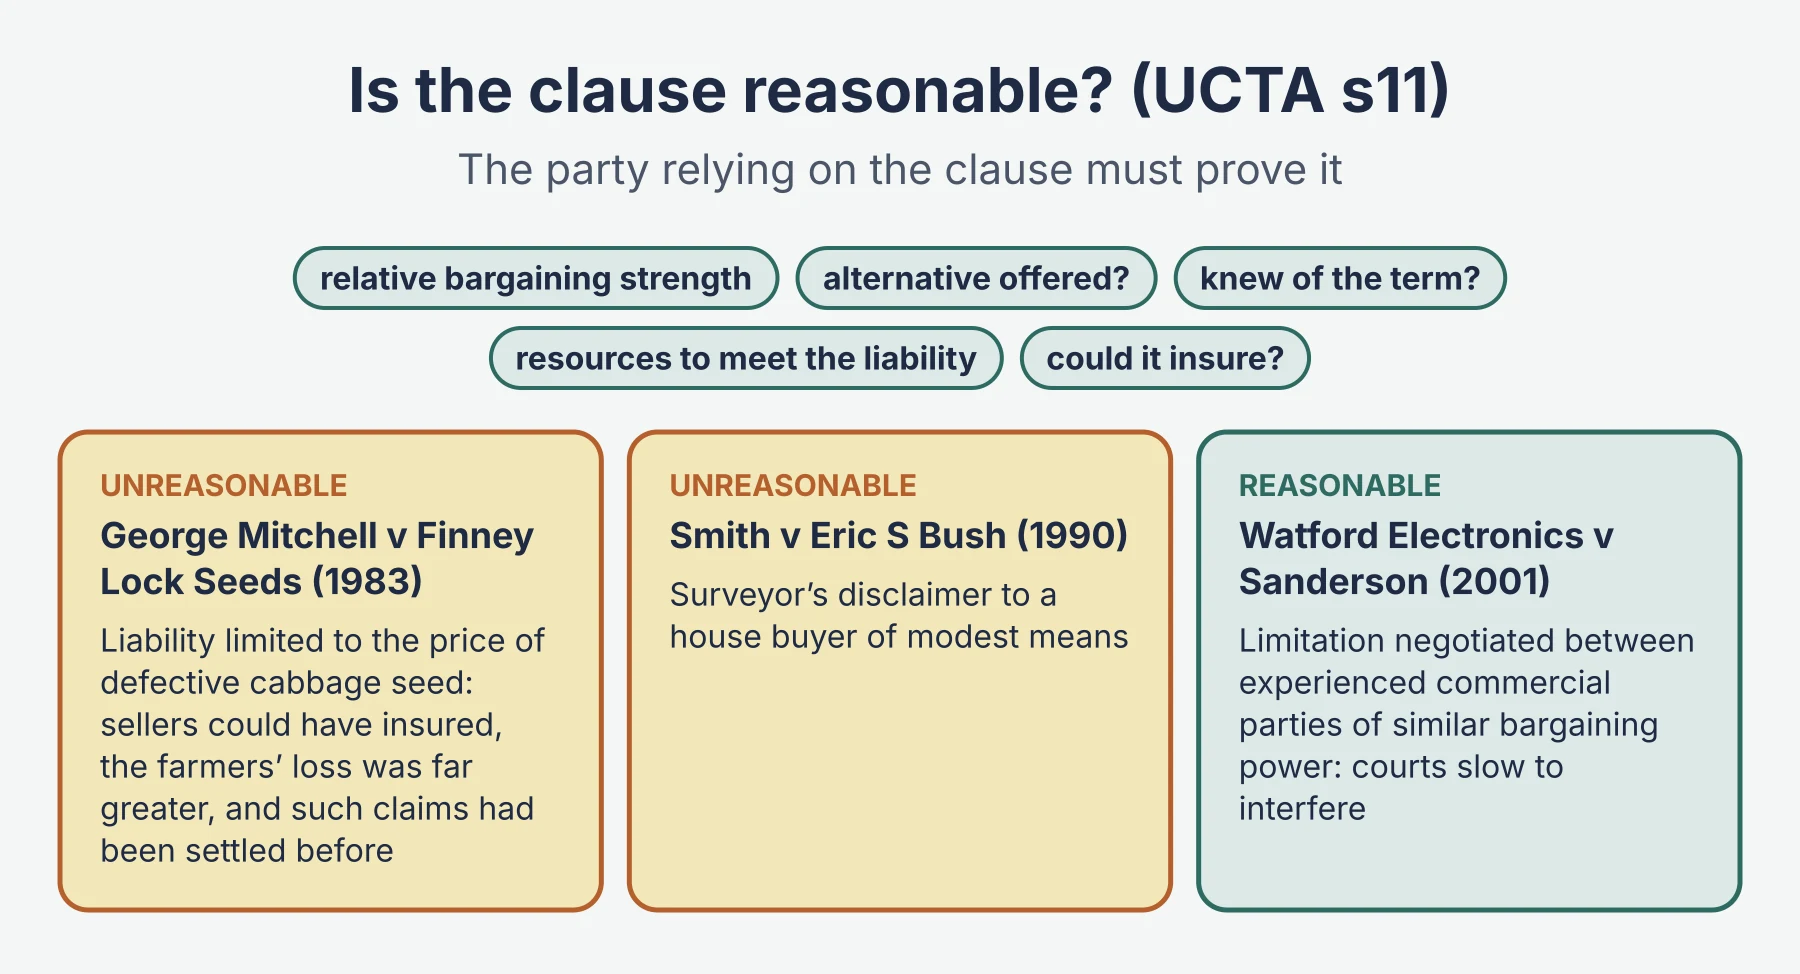 Is the clause reasonable? (UCTA s11)
The party relying on the clause must prove it
relative bargaining strength
alternative offered?
knew of the term?
resources to meet the liability
could it insure?
UNREASONABLE
George Mitchell v Finney
Lock Seeds (1983)
Liability limited to the price of
defective cabbage seed:
sellers could have insured,
the farmers’ loss was far
greater, and such claims had
been settled before
UNREASONABLE
Smith v Eric S Bush (1990)
Surveyor’s disclaimer to a
house buyer of modest means
REASONABLE
Watford Electronics v
Sanderson (2001)
Limitation negotiated between
experienced commercial
parties of similar bargaining
power: courts slow to
interfere